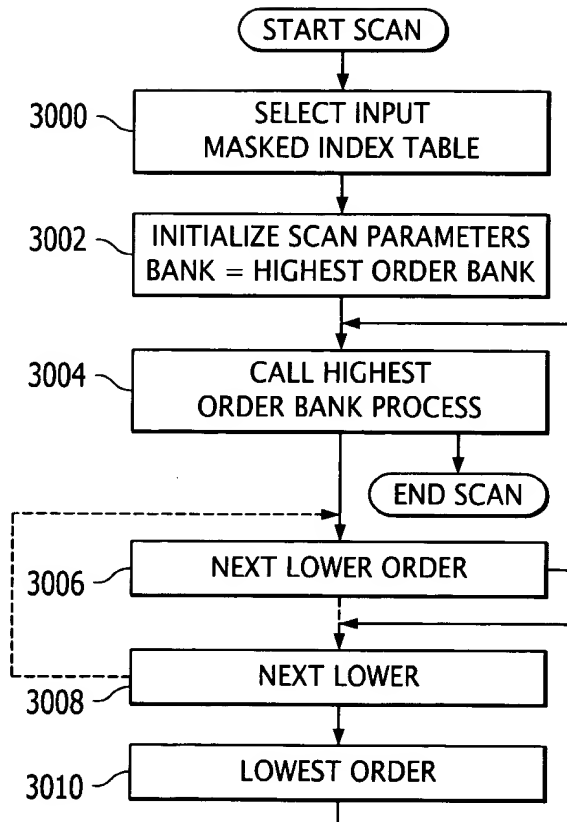 START SCAN
3000
SELECT INPUT
MASKED INDEX TABLE
3002
INITIALIZE SCAN PARAMETERS
BANK = HIGHEST ORDER BANK
3004
CALL HIGHEST
ORDER BANK PROCESS
END SCAN
3006
NEXT LOWER ORDER
3008
NEXT LOWER
3010
LOWEST ORDER